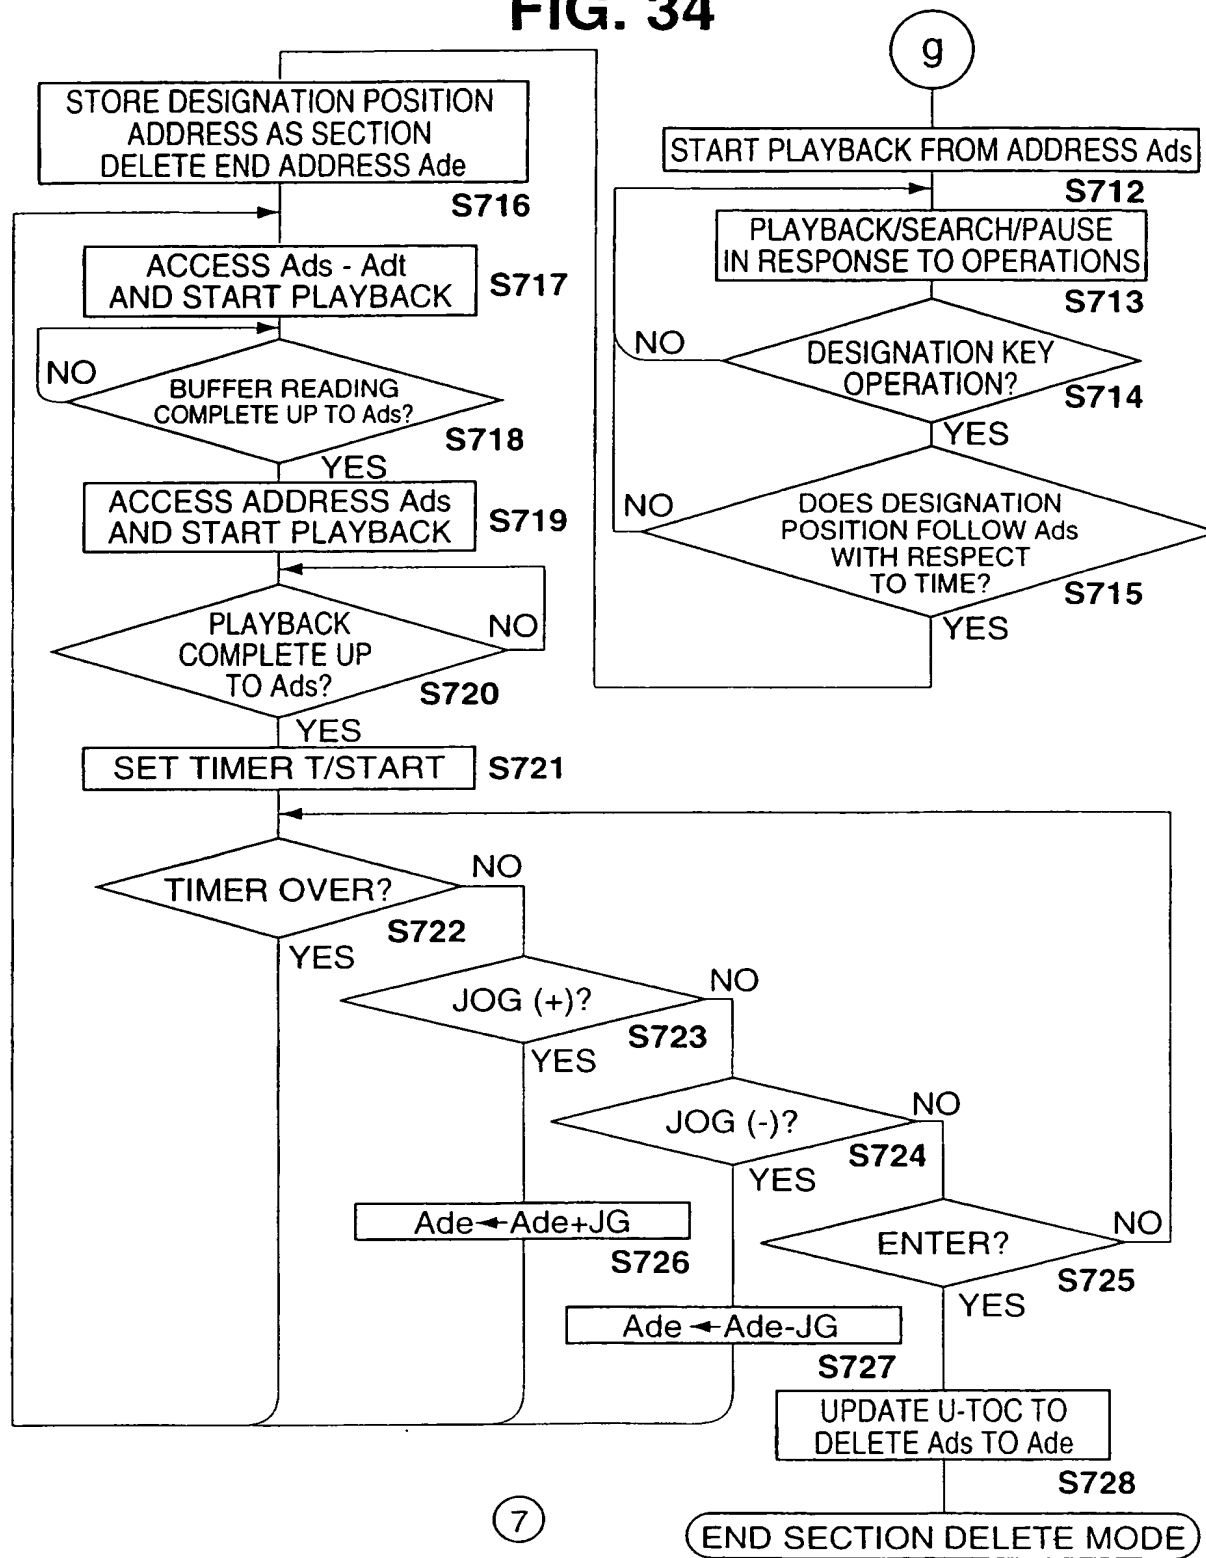 FIG. 34
g
START PLAYBACK FROM ADDRESS Ads
S712
PLAYBACK/SEARCH/PAUSE
IN RESPONSE TO OPERATIONS
S713
DESIGNATION KEY
OPERATION?
S714
NO
YES
DOES DESIGNATION
POSITION FOLLOW Ads
WITH RESPECT
TO TIME?
S715
NO
YES
STORE DESIGNATION POSITION
ADDRESS AS SECTION
DELETE END ADDRESS Ade
S716
ACCESS Ads - Adt
AND START PLAYBACK
S717
NO
BUFFER READING
COMPLETE UP TO Ads?
S718
YES
ACCESS ADDRESS Ads
AND START PLAYBACK
S719
PLAYBACK
COMPLETE UP
TO Ads?
NO
S720
YES
SET TIMER T/START
S721
TIMER OVER?
NO
S722
YES
JOG (+)?
NO
S723
YES
JOG (-)?
NO
S724
YES
Ade←Ade+JG
S726
ENTER?
NO
S725
YES
Ade←Ade-JG
S727
UPDATE U-TOC TO
DELETE Ads TO Ade
S728
7
END SECTION DELETE MODE